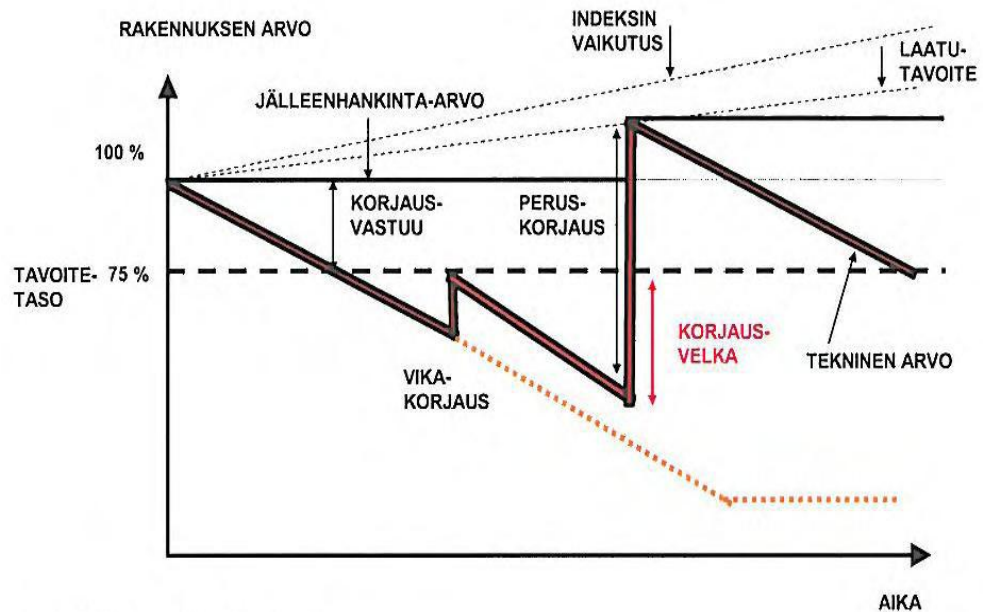 RAKENNUKSEN ARVO
INDEKSIN
VAIKUTUS
LAATU-
TAVOITE
JÄLLEENHANKINTA-ARVO
100 %
KORJAUS-
VASTUU
PERUS-
KORJAUS
TAVOITE-
TASO
75 %
KORJAUS-
VELKA
TEKNINEN ARVO
VIKA-
KORJAUS
AIKA